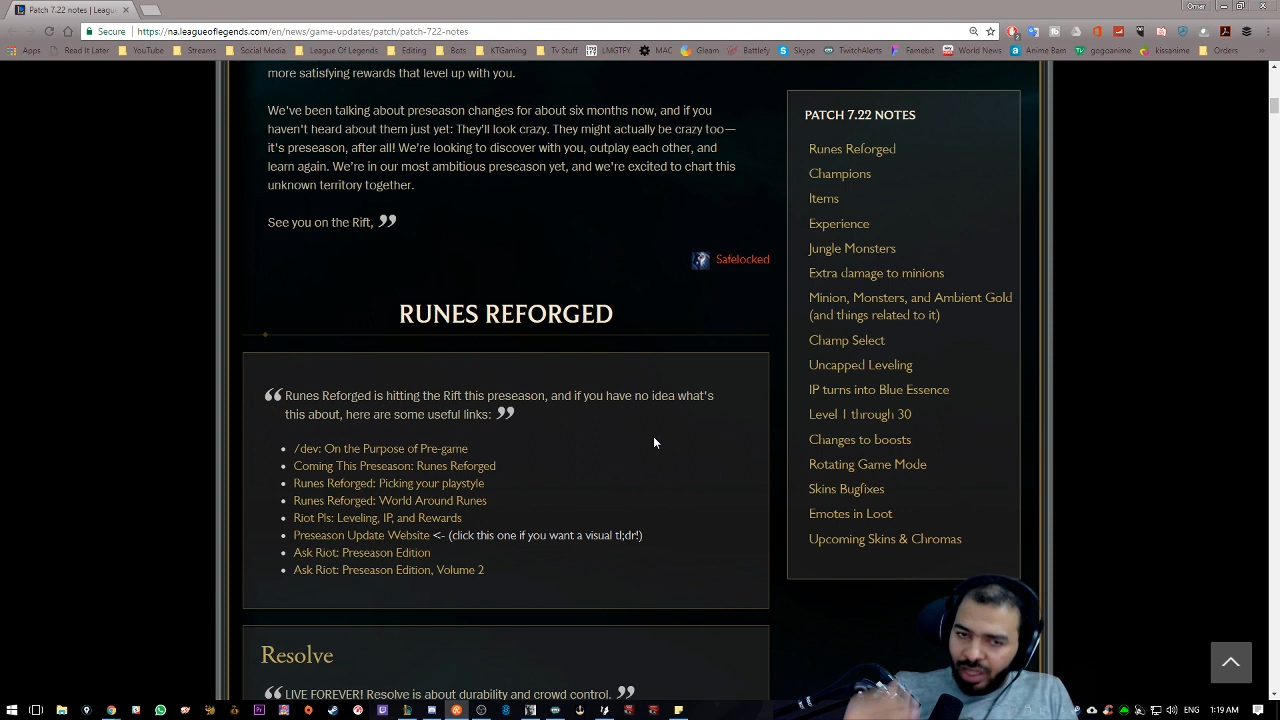 Patch 7.22 notes | Leagu
Omar
Secure
https://na.leagueoflegends.com/en/news/game-updates/patch/patch-722-notes
Apps Read It Later YouTube Streams Social Media League Of Legends Editing Bots KTGaming Tv Stuff LMGTFY MAC Gleam Battlefy Skype TwitchAlerts Famebit World News Anime Bam gogoanime kissanime Orders
more satisfying rewards that level up with you.
We've been talking about preseason changes for about six months now, and if you
haven't heard about them just yet: They'll look crazy. They might actually be crazy too—
it's preseason, after all! We're looking to discover with you, outplay each other, and
learn again. We're in our most ambitious preseason yet, and we're excited to chart this
unknown territory together.
See you on the Rift, ”
Safelocked
RUNES REFORGED
“ Runes Reforged is hitting the Rift this preseason, and if you have no idea what's
this about, here are some useful links: ”
• /dev: On the Purpose of Pre-game
• Coming This Preseason: Runes Reforged
• Runes Reforged: Picking your playstyle
• Runes Reforged: World Around Runes
• Riot Pls: Leveling, IP, and Rewards
• Preseason Update Website <- (click this one if you want a visual tl;dr!)
• Ask Riot: Preseason Edition
• Ask Riot: Preseason Edition, Volume 2
Resolve
“ LIVE FOREVER! Resolve is about durability and crowd control. ”
PATCH 7.22 NOTES
Runes Reforged
Champions
Items
Experience
Jungle Monsters
Extra damage to minions
Minion, Monsters, and Ambient Gold
(and things related to it)
Champ Select
Uncapped Leveling
IP turns into Blue Essence
Level 1 through 30
Changes to boosts
Rotating Game Mode
Skins Bugfixes
Emotes in Loot
Upcoming Skins & Chromas
ENG 1:19 AM